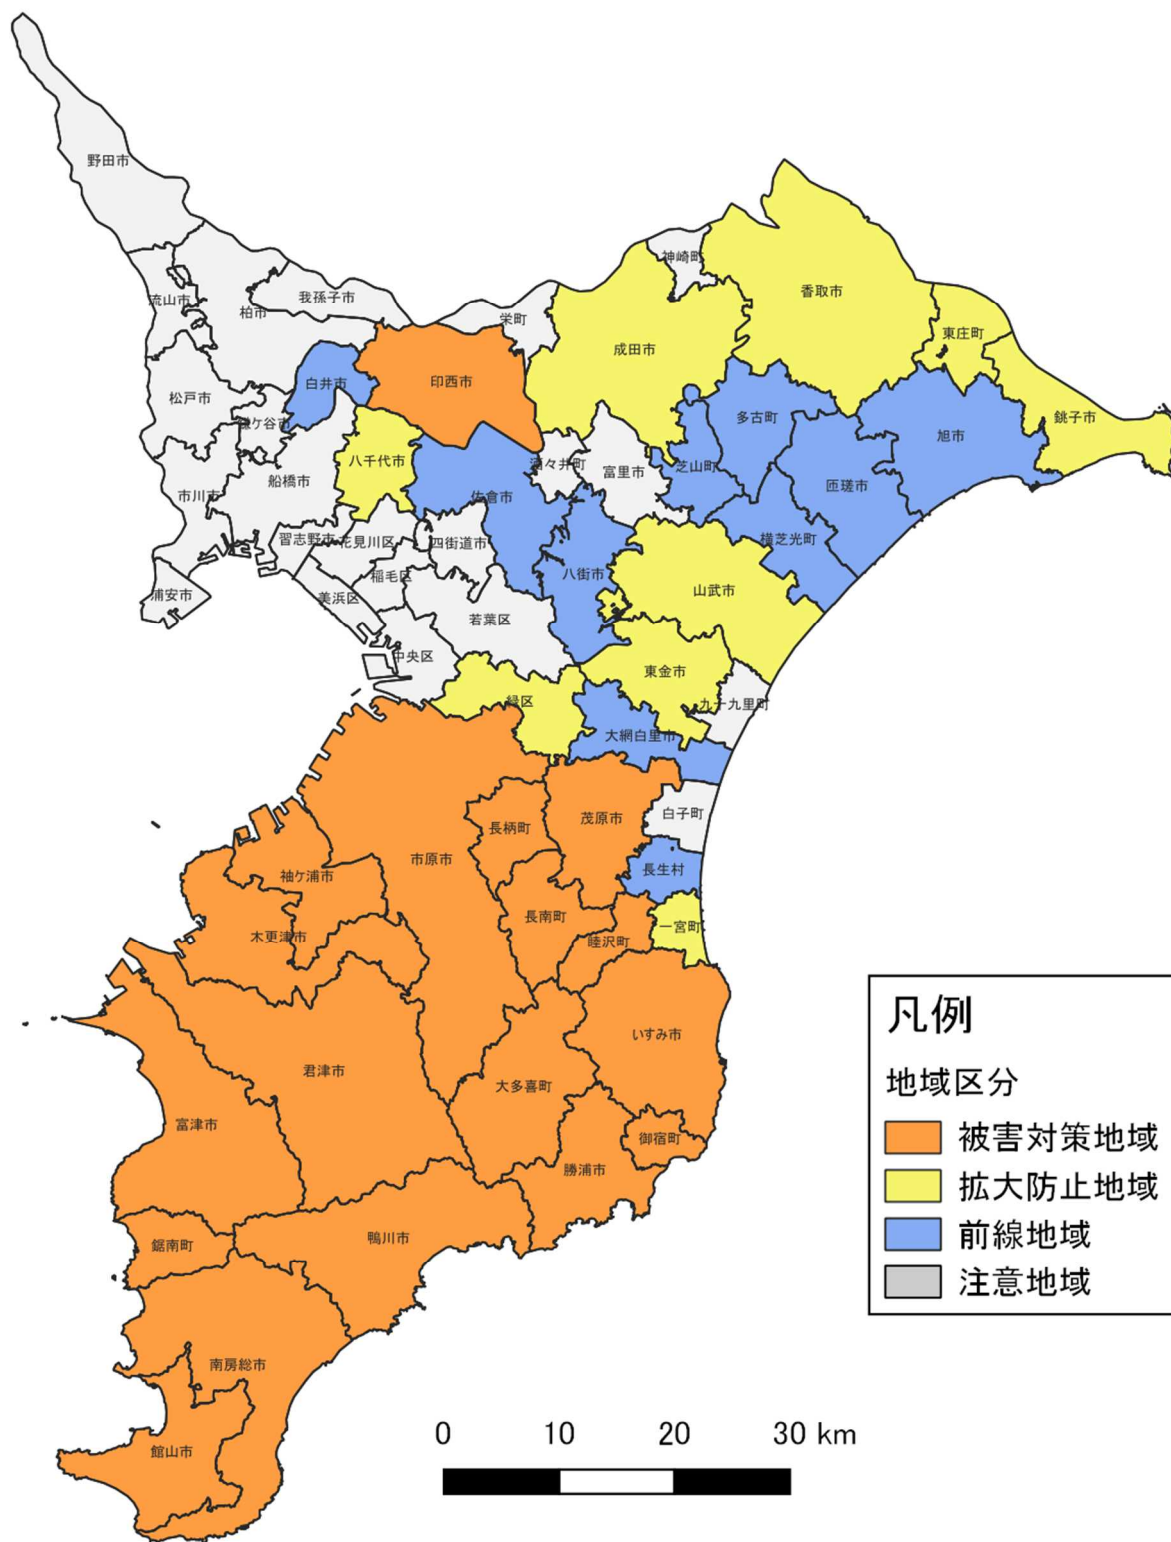 野田市
流山市
柏市
我孫子市
栄町
神崎町
香取市
東庄町
銚子市
成田市
印西市
白井市
松戸市
鎌ケ谷市
八千代市
船橋市
市川市
浦安市
習志野市
花見川区
四街道市
佐倉市
酒々井町
富里市
芝山町
多古町
匝瑳市
旭市
横芝光町
八街市
山武市
稲毛区
美浜区
若葉区
中央区
緑区
東金市
九十九里町
大網白里市
白子町
茂原市
長柄町
市原市
長生村
袖ケ浦市
木更津市
長南町
睦沢町
一宮町
いすみ市
君津市
大多喜町
富津市
御宿町
勝浦市
鴨川市
鋸南町
南房総市
館山市
凡例
地域区分
被害対策地域
拡大防止地域
前線地域
注意地域
0 10 20 30 km